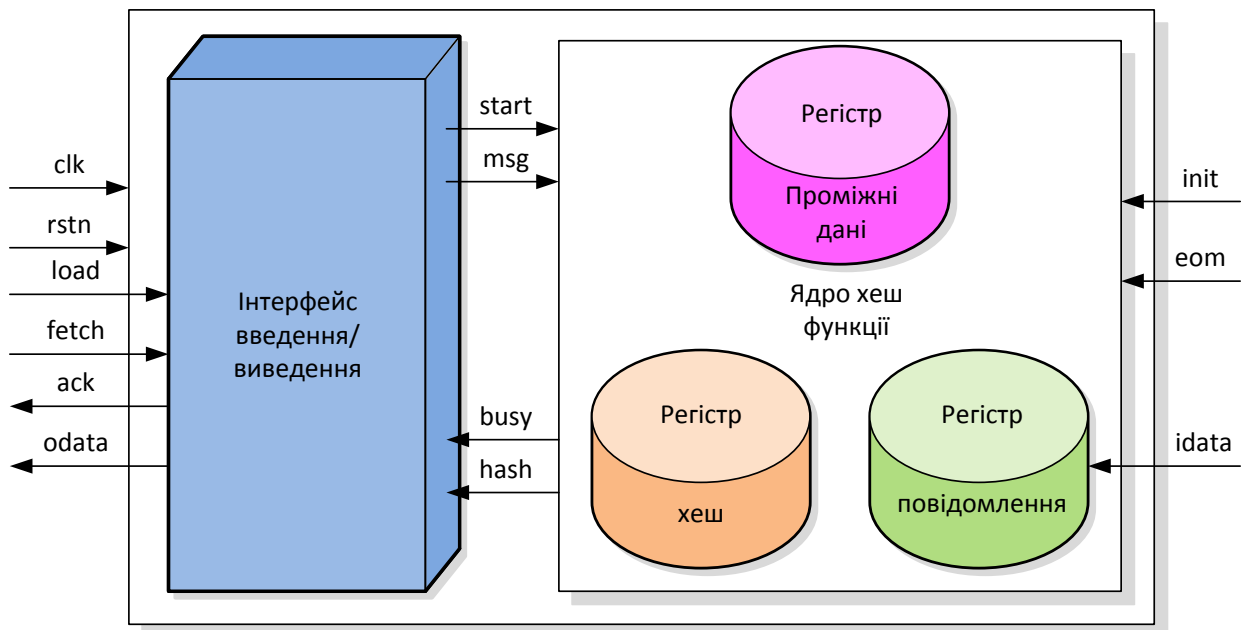 clk
rstn
load
fetch
ack
odata
Інтерфейс
введення/
виведення
start
msg
busy
hash
Регістр
Проміжні
дані
Ядро хеш
функції
Регістр
хеш
Регістр
повідомлення
init
eom
idata